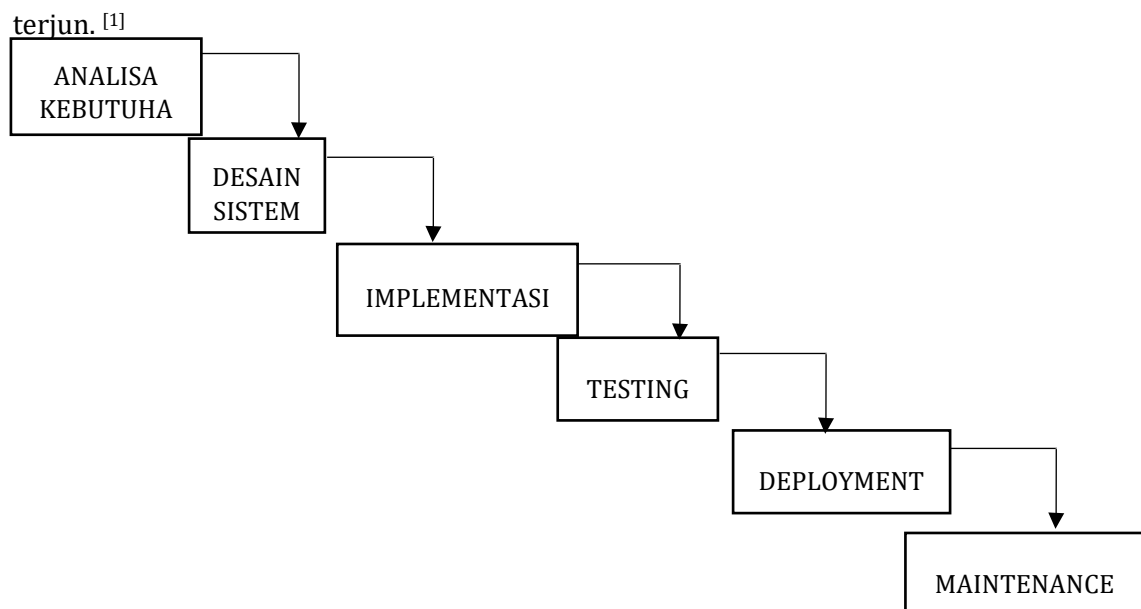 terjun. [1]
ANALISA
KEBUTUHA
DESAIN
SISTEM
IMPLEMENTASI
TESTING
DEPLOYMENT
MAINTENANCE